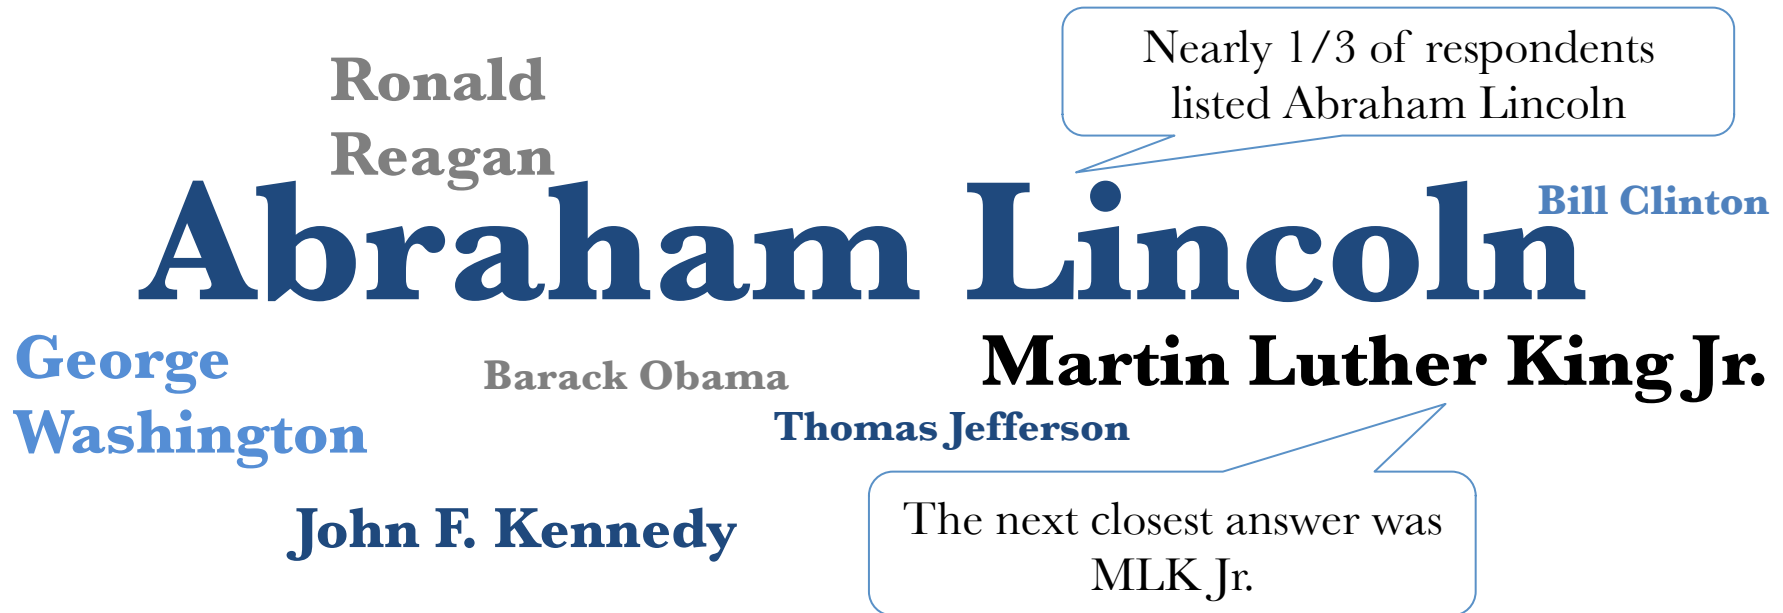 Nearly 1/3 of respondents
listed Abraham Lincoln
Ronald
Reagan
Abraham Lincoln
Bill Clinton
George
Washington
Barack Obama
Martin Luther King Jr.
Thomas Jefferson
John F. Kennedy
The next closest answer was
MLK Jr.